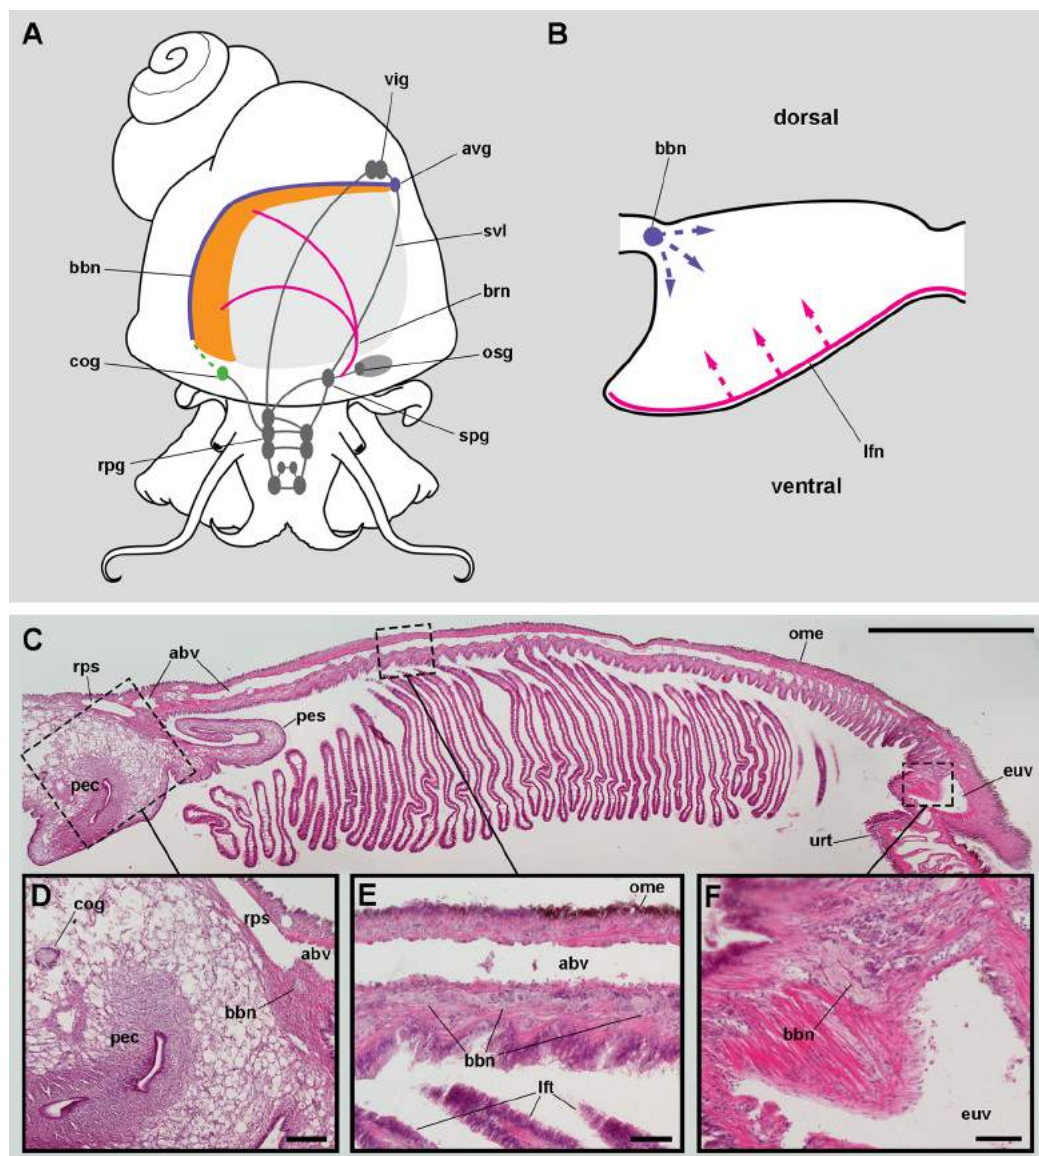 A
vig
avg
svl
bbn
brn
cog
osg
rpg
spg
B
dorsal
bbn
lfn
ventral
C
rps
abv
ome
pes
pec
euv
urt
D
cog
rps
abv
bbn
pec
E
ome
abv
bbn
lft
F
bbn
euv